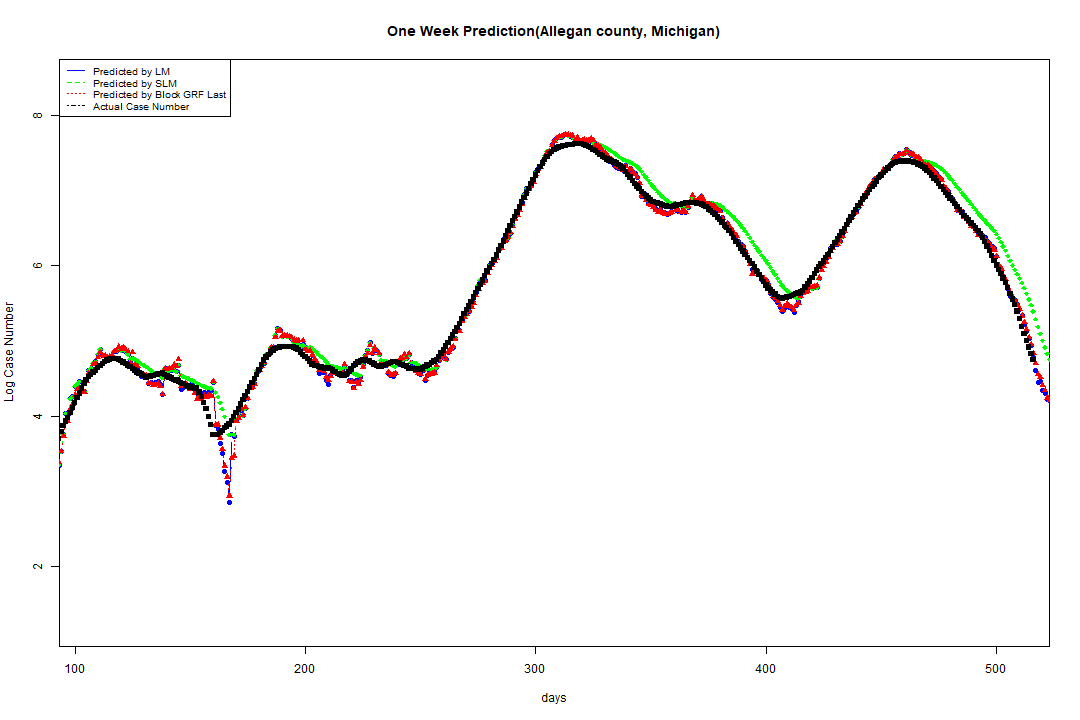 One Week Prediction(Allegan county, Michigan)
Predicted by LM
Predicted by SLM
Predicted by Block GRF Last
Actual Case Number
8
6
4
2
Log Case Number
100 200 300 400 500
days